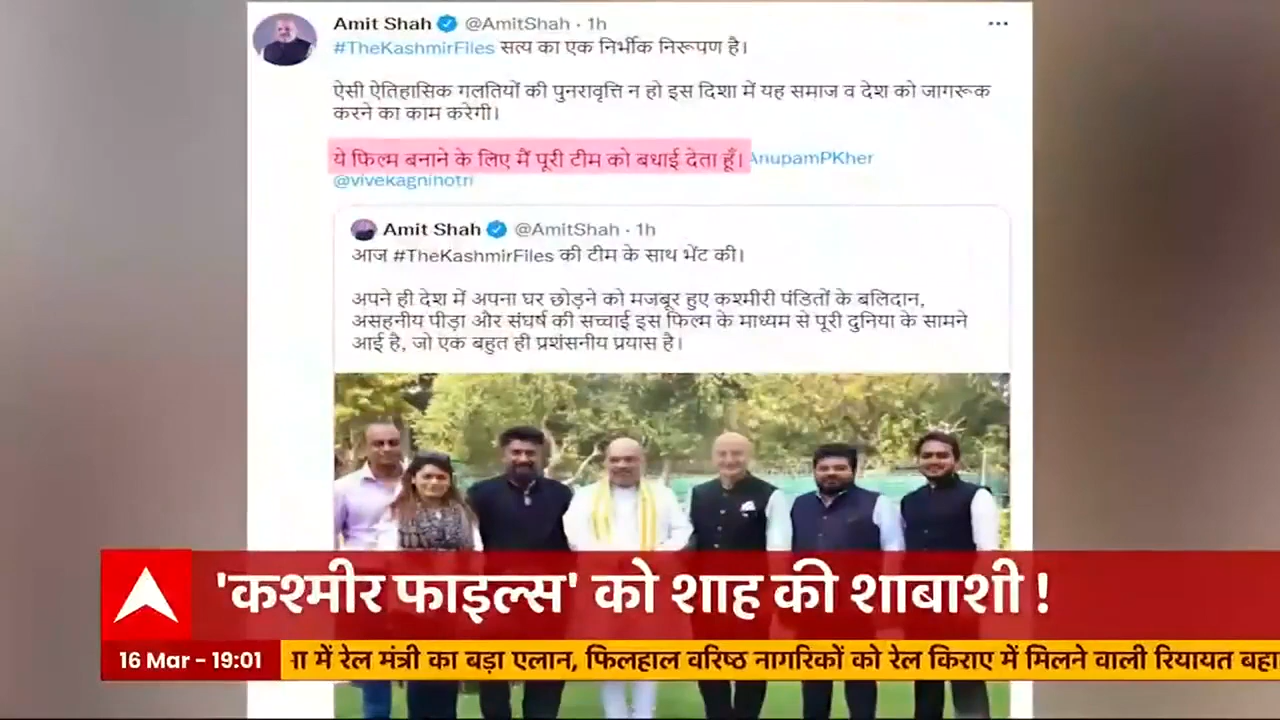 Amit Shah @AmitShah · 1h
#TheKashmirFiles सत्य का एक निर्भीक निरूपण है।
ऐसी ऐतिहासिक गलतियों की पुनरावृत्ति न हो इस दिशा में यह समाज व देश को जागरूक
करने का काम करेगी।
ये फिल्म बनाने के लिए मैं पूरी टीम को बधाई देता हूँ। AnupamPKher
@vivekagnihotri
Amit Shah @AmitShah · 1h
आज #TheKashmirFiles की टीम के साथ भेंट की।
अपने ही देश में अपना घर छोड़ने को मजबूर हुए कश्मीरी पंडितों के बलिदान,
असहनीय पीड़ा और संघर्ष की सच्चाई इस फिल्म के माध्यम से पूरी दुनिया के सामने
आई है, जो एक बहुत ही प्रशंसनीय प्रयास है।
'कश्मीर फाइल्स' को शाह की शाबाशी !
16 Mar - 19:01
में रेल मंत्री का बड़ा एलान, फिलहाल वरिष्ठ नागरिकों को रेल किराए में मिलने वाली रियायत